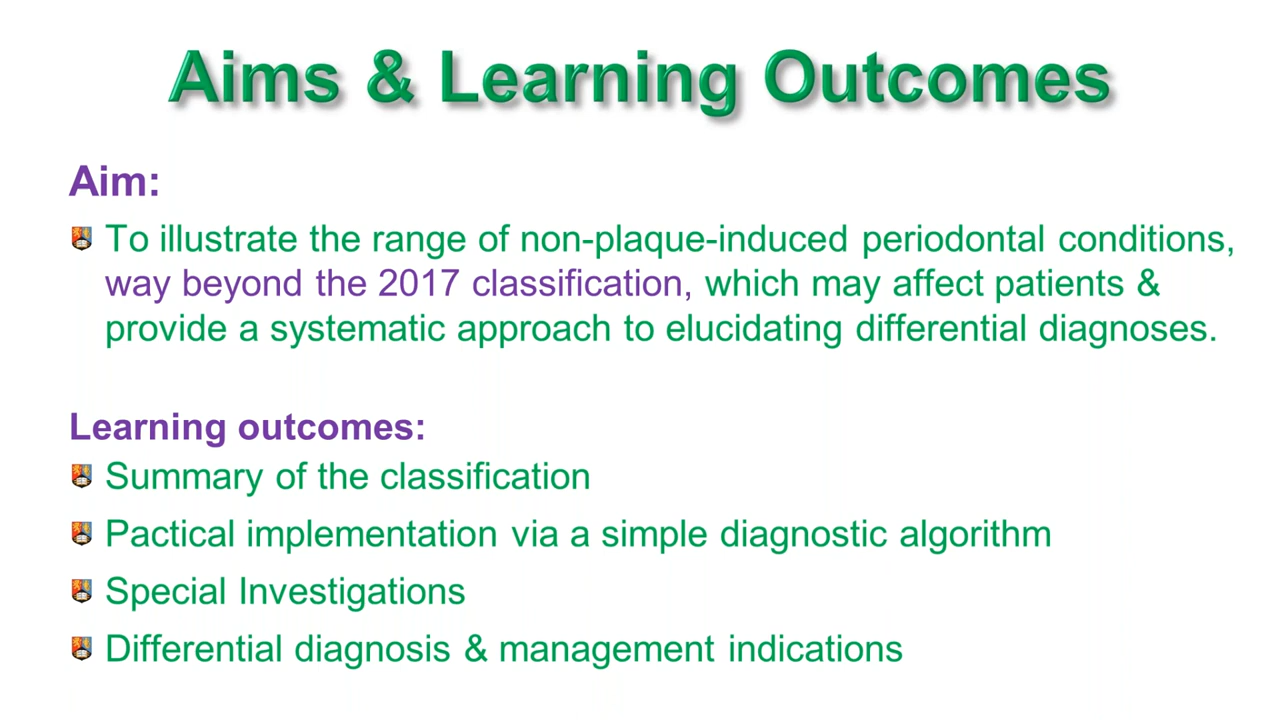 Aims & Learning Outcomes
Aim:
To illustrate the range of non-plaque-induced periodontal conditions,
way beyond the 2017 classification, which may affect patients &
provide a systematic approach to elucidating differential diagnoses.
Learning outcomes:
Summary of the classification
Pactical implementation via a simple diagnostic algorithm
Special Investigations
Differential diagnosis & management indications